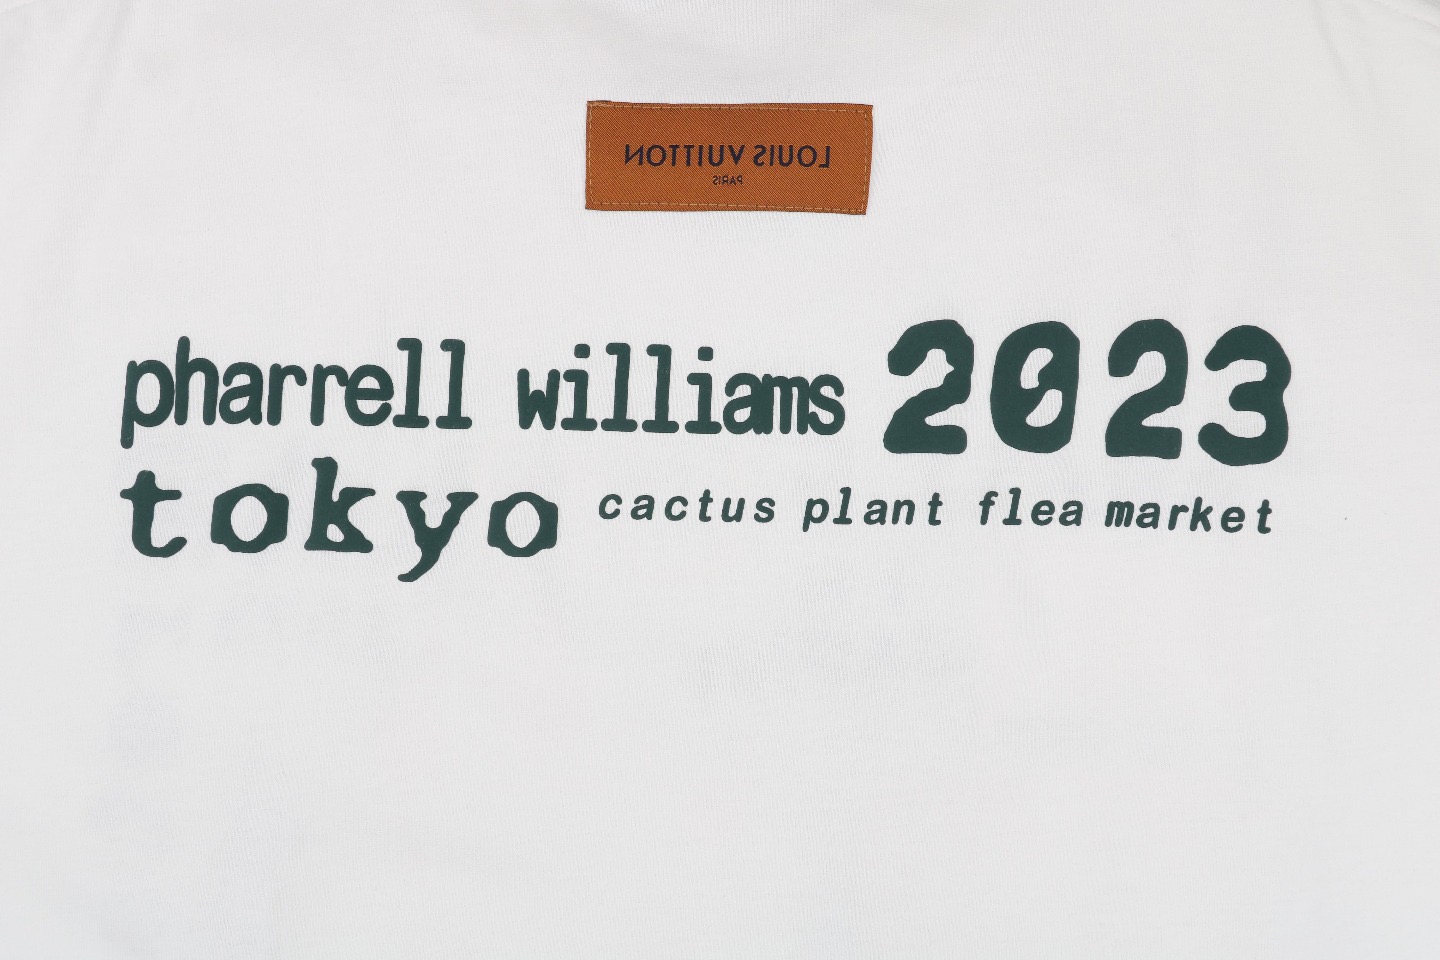 LOUIS VUITTON
PARIS
pharrell williams 2023
tokyo cactus plant flea market